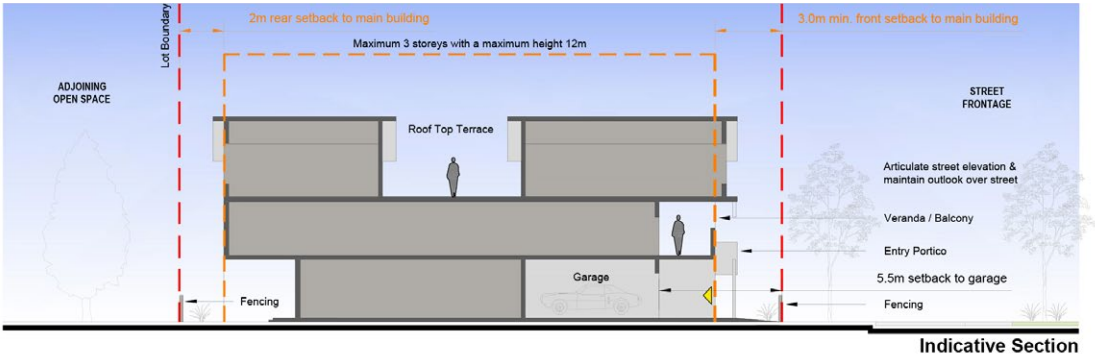 Lot Boundary
2m rear setback to main building
3.0m min. front setback to main building
Maximum 3 storeys with a maximum height 12m
ADJOINING
OPEN SPACE
STREET
FRONTAGE
Roof Top Terrace
Articulate street elevation &
maintain outlook over street
Veranda / Balcony
Entry Portico
Garage
5.5m setback to garage
Fencing
Fencing
Indicative Section